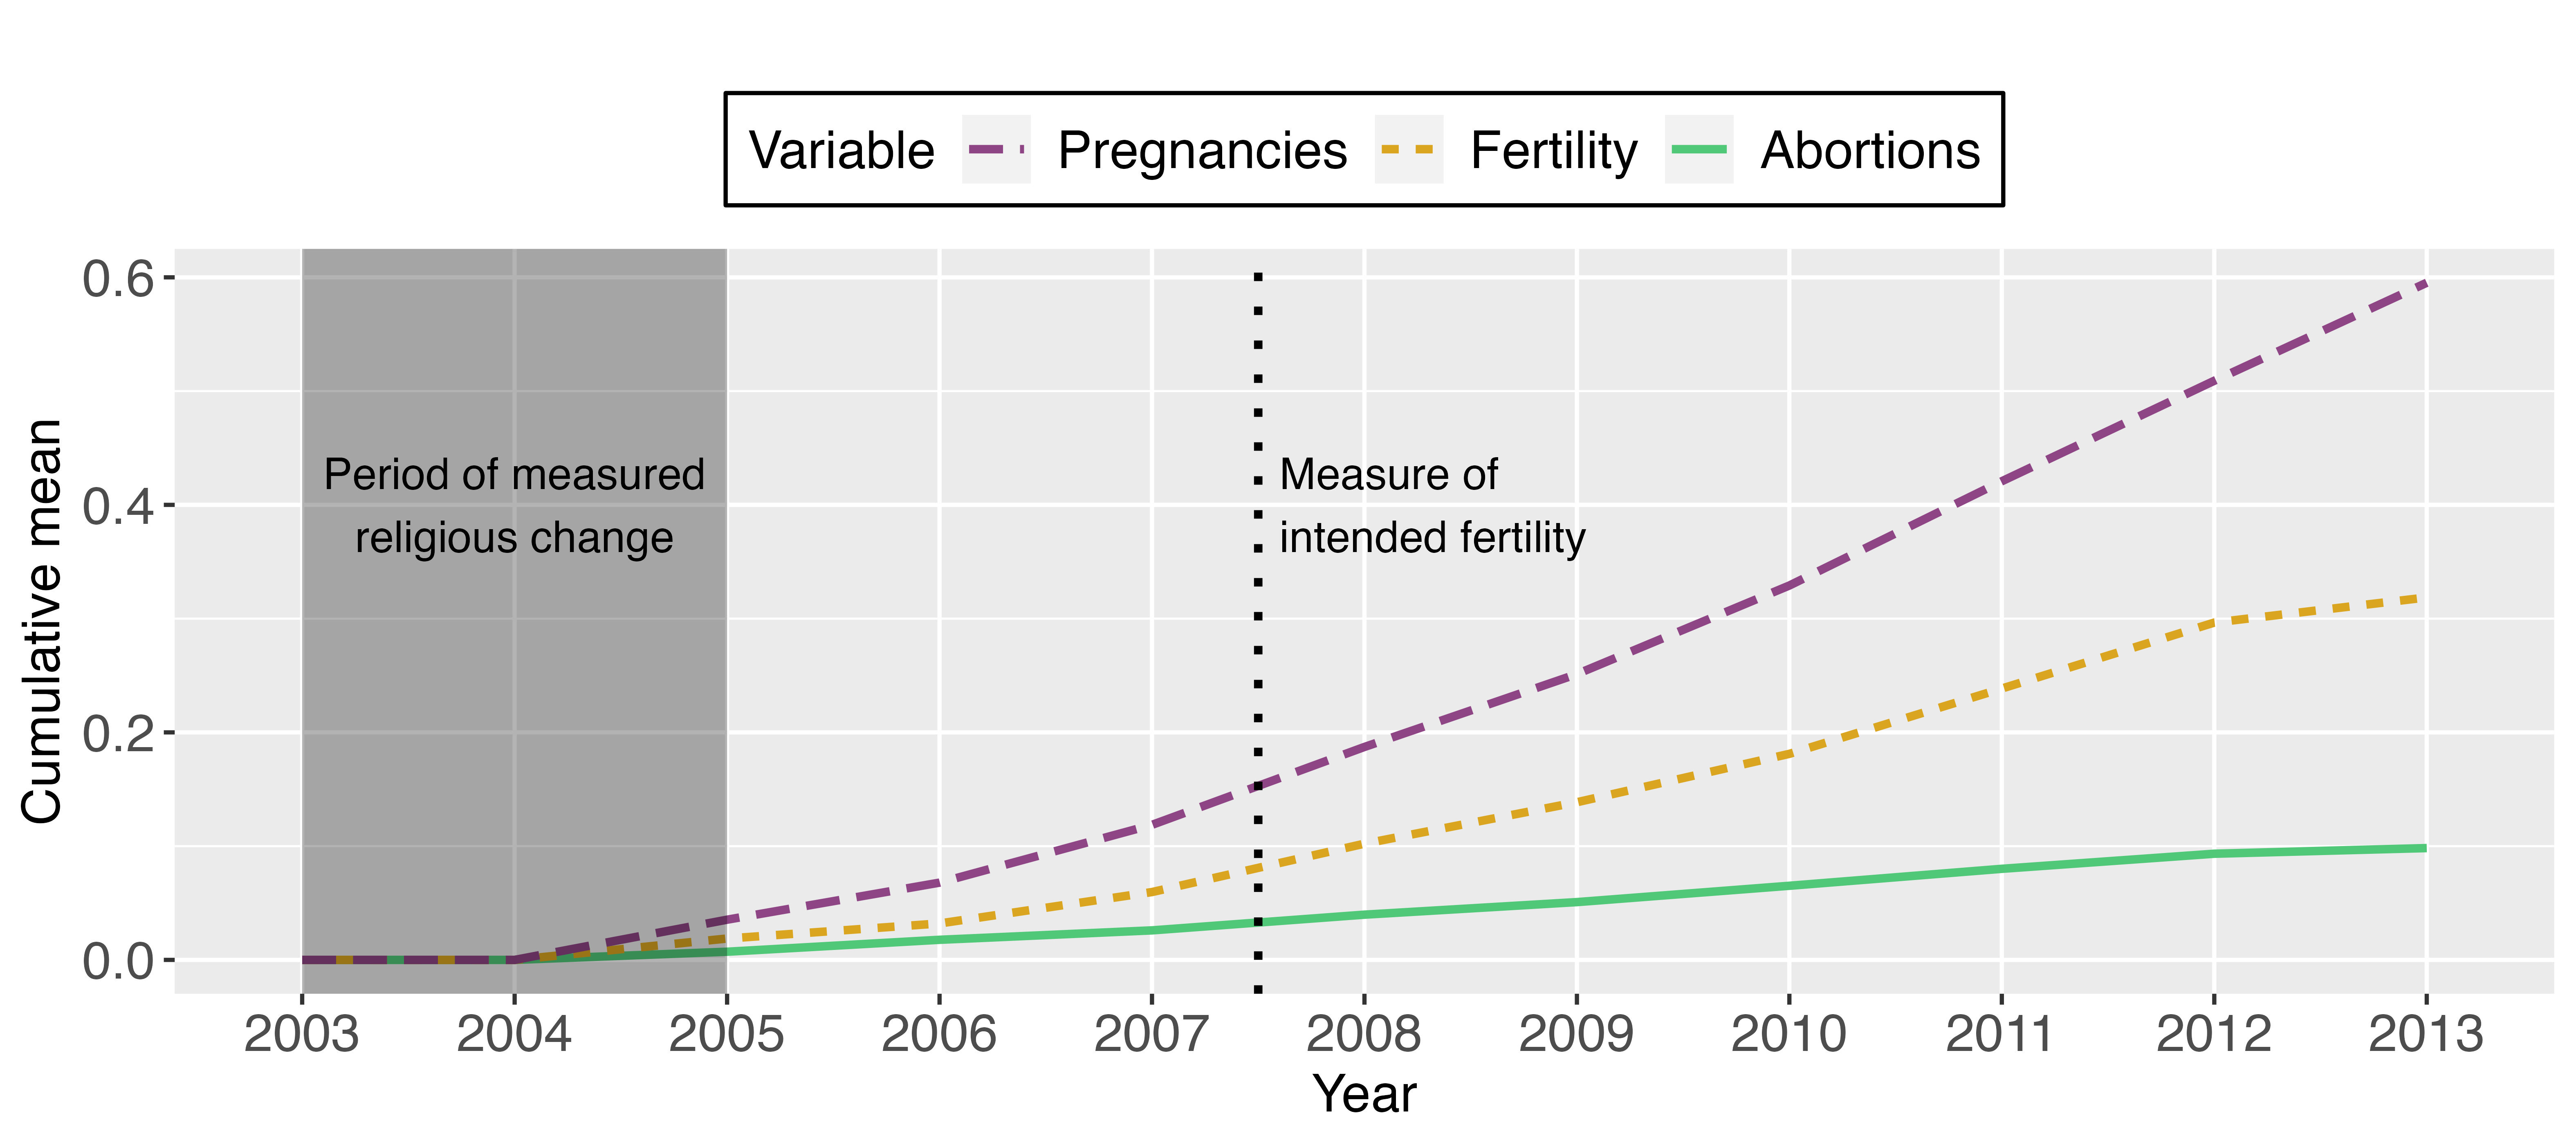 Variable Pregnancies Fertility Abortions
0.6
0.4
0.2
0.0
Cumulative mean
Period of measured
religious change
Measure of
intended fertility
2003 2004 2005 2006 2007 2008 2009 2010 2011 2012 2013
Year